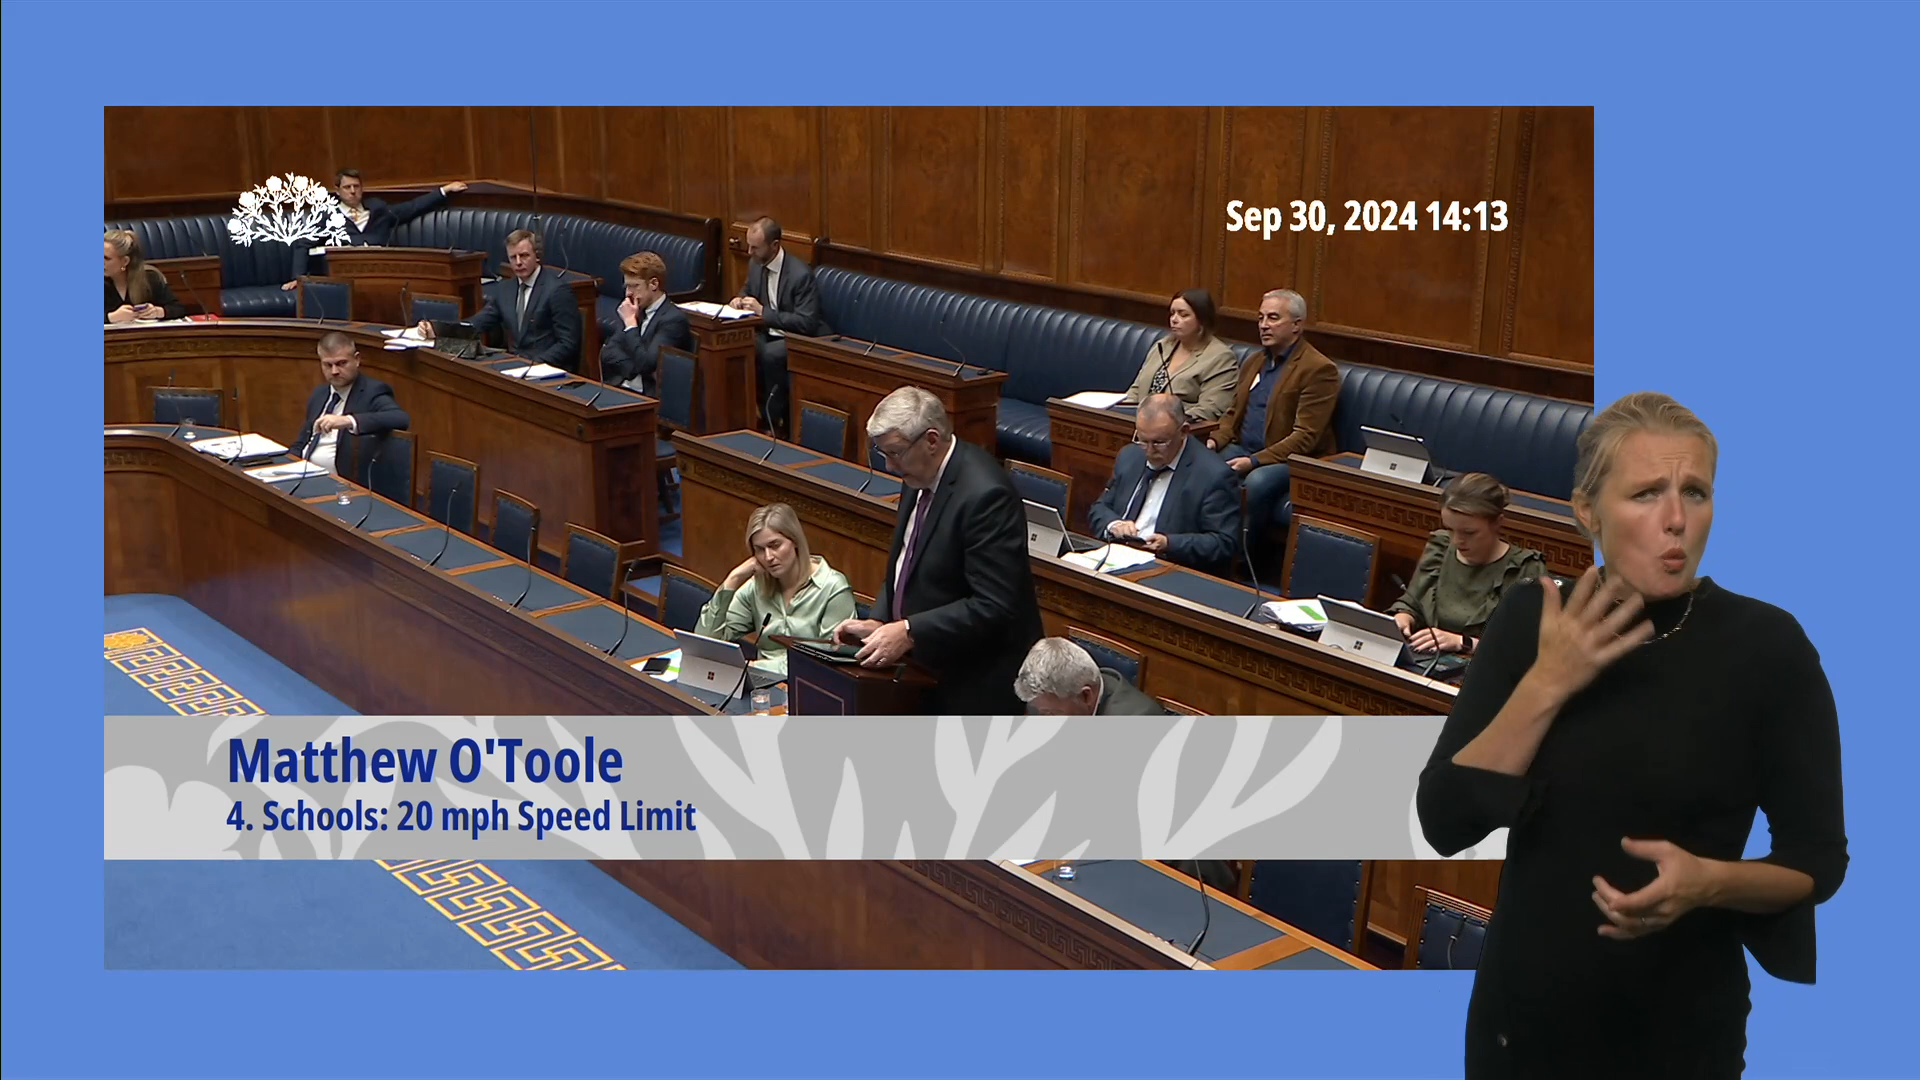 Sep 30, 2024 14:13
Matthew O'Toole
4. Schools: 20 mph Speed Limit